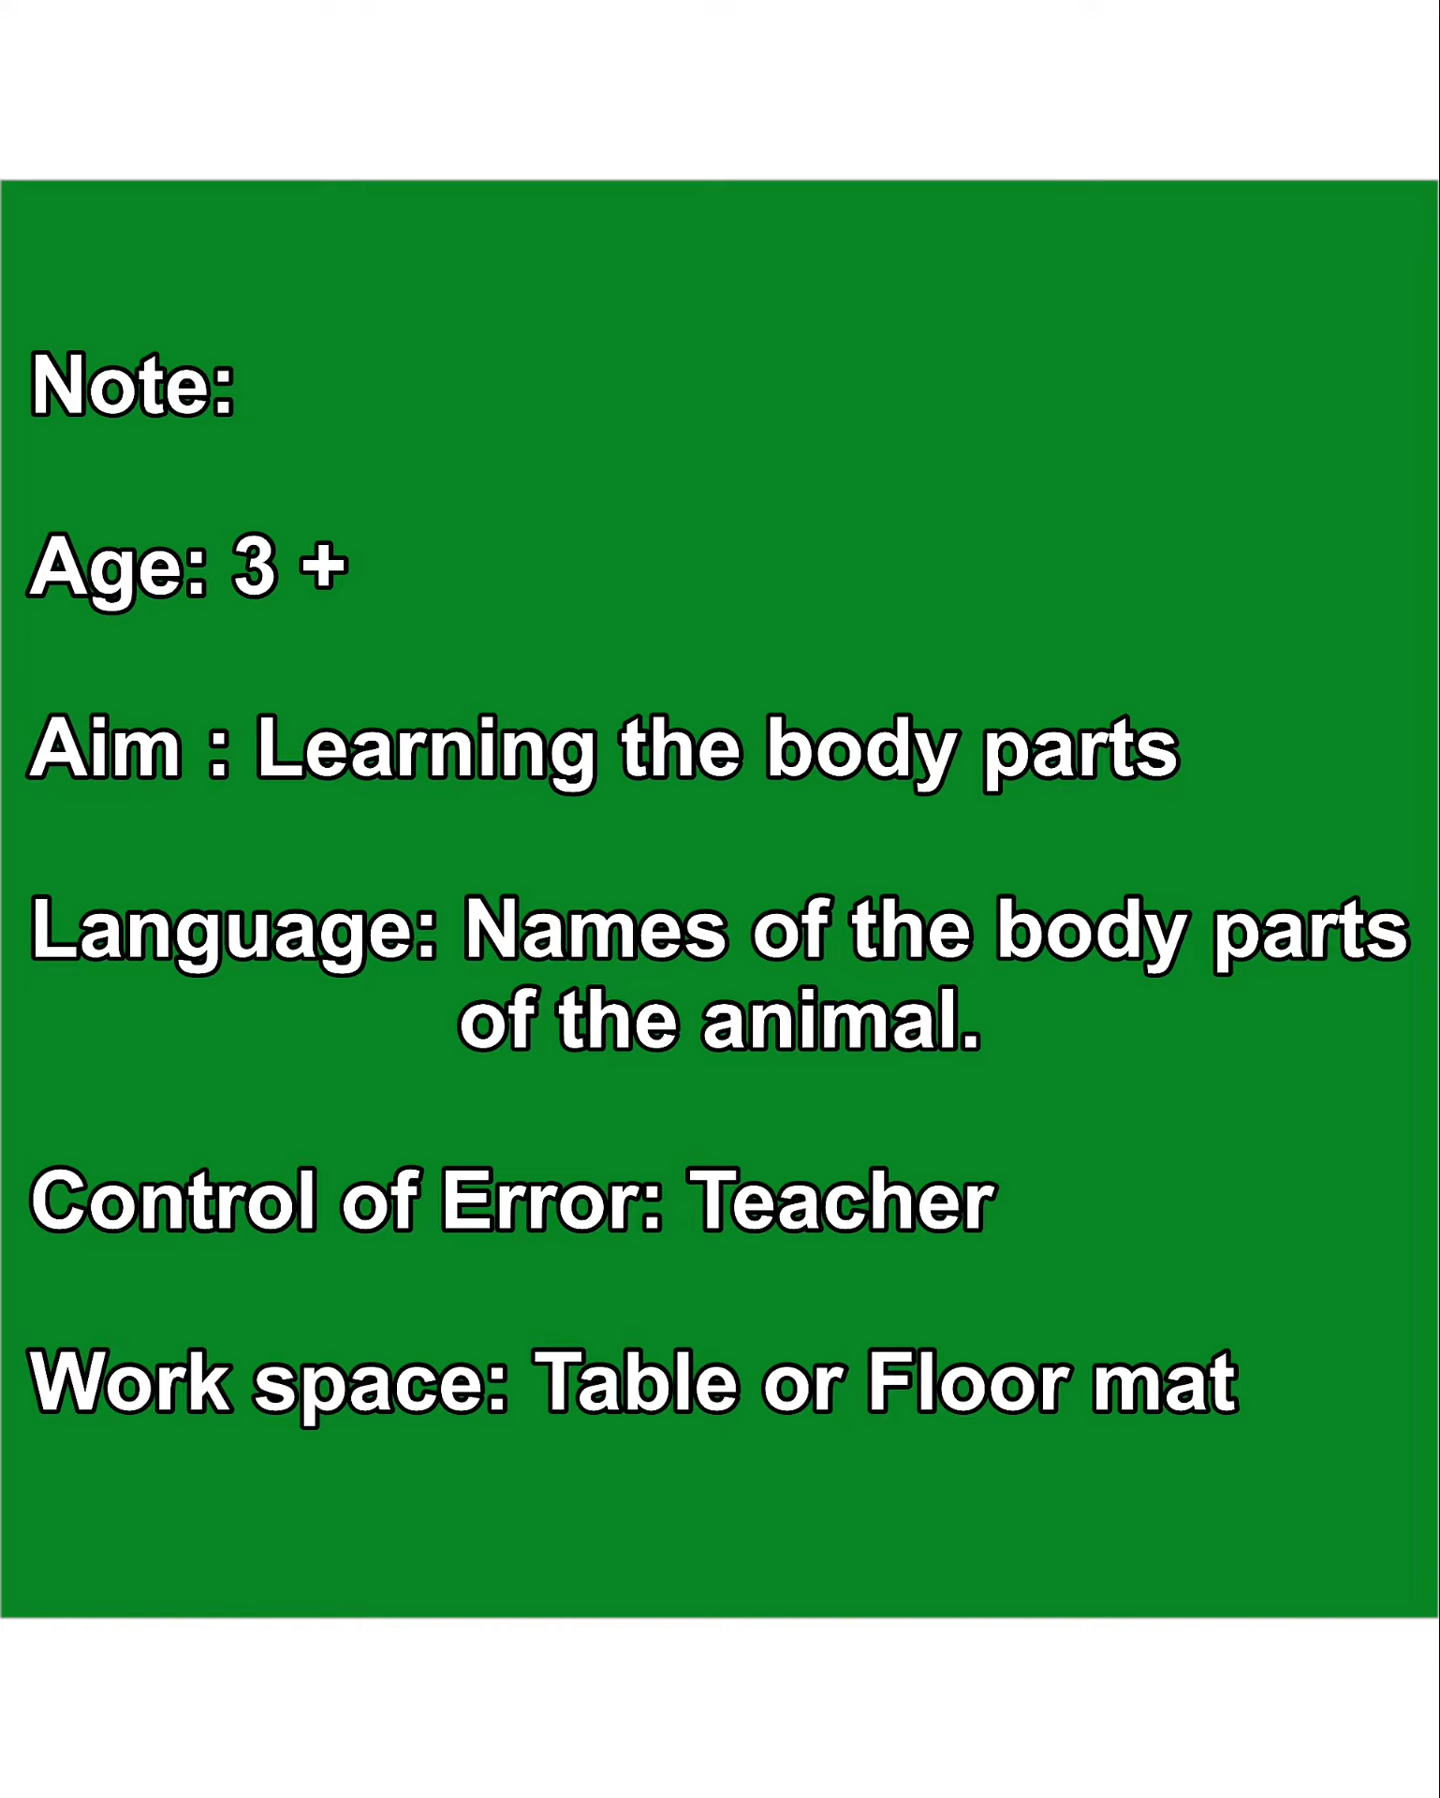 Note:
Age: 3 +
Aim : Learning the body parts
Language: Names of the body parts
of the animal.
Control of Error: Teacher
Work space: Table or Floor mat